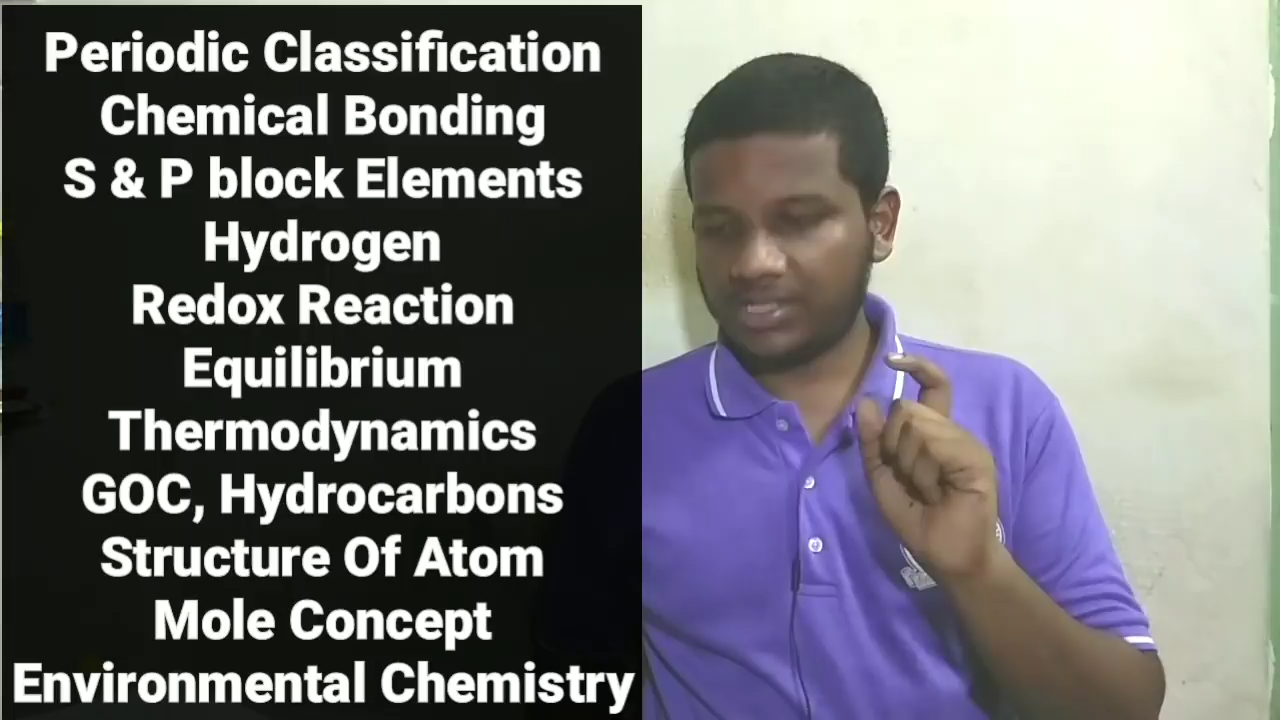 Periodic Classification
Chemical Bonding
S & P block Elements
Hydrogen
Redox Reaction
Equilibrium
Thermodynamics
GOC, Hydrocarbons
Structure Of Atom
Mole Concept
Environmental Chemistry